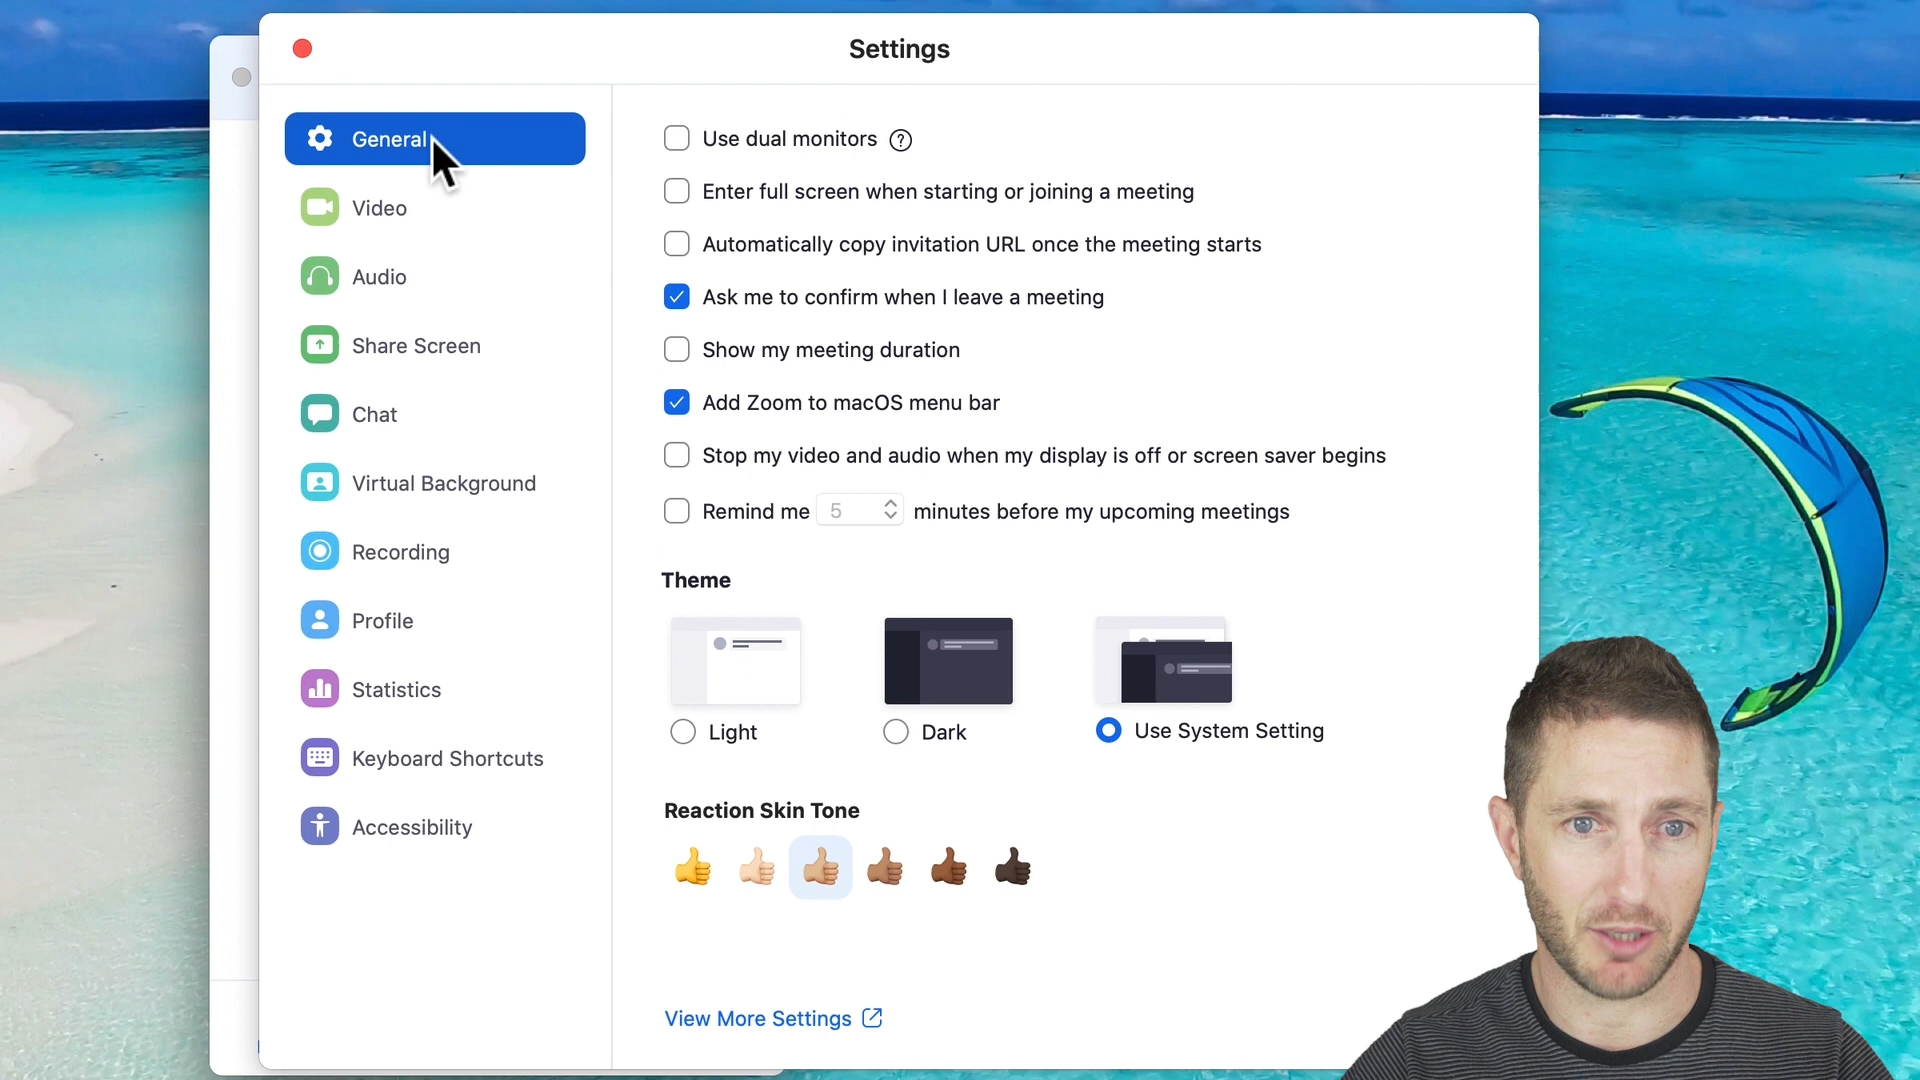 Settings
General
Video
Audio
Share Screen
Chat
Virtual Background
Recording
Profile
Statistics
Keyboard Shortcuts
Accessibility
Use dual monitors ?
Enter full screen when starting or joining a meeting
Automatically copy invitation URL once the meeting starts
Ask me to confirm when I leave a meeting
Show my meeting duration
Add Zoom to macOS menu bar
Stop my video and audio when my display is off or screen saver begins
Remind me 5 minutes before my upcoming meetings
Theme
Light
Dark
Use System Setting
Reaction Skin Tone
View More Settings